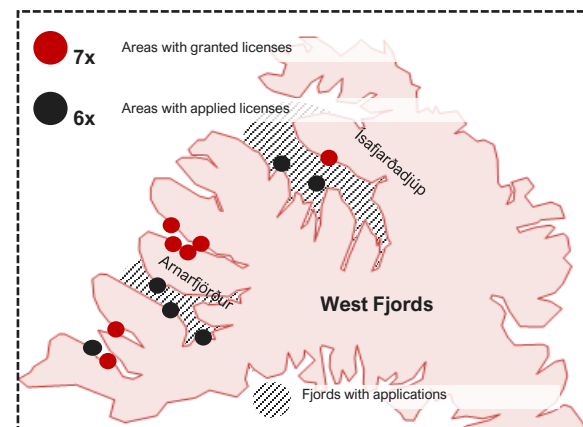 7x Areas with granted licenses
6x Areas with applied licenses
Ísafjarðadjúp
Arnarfjörður
West Fjords
Fjords with applications